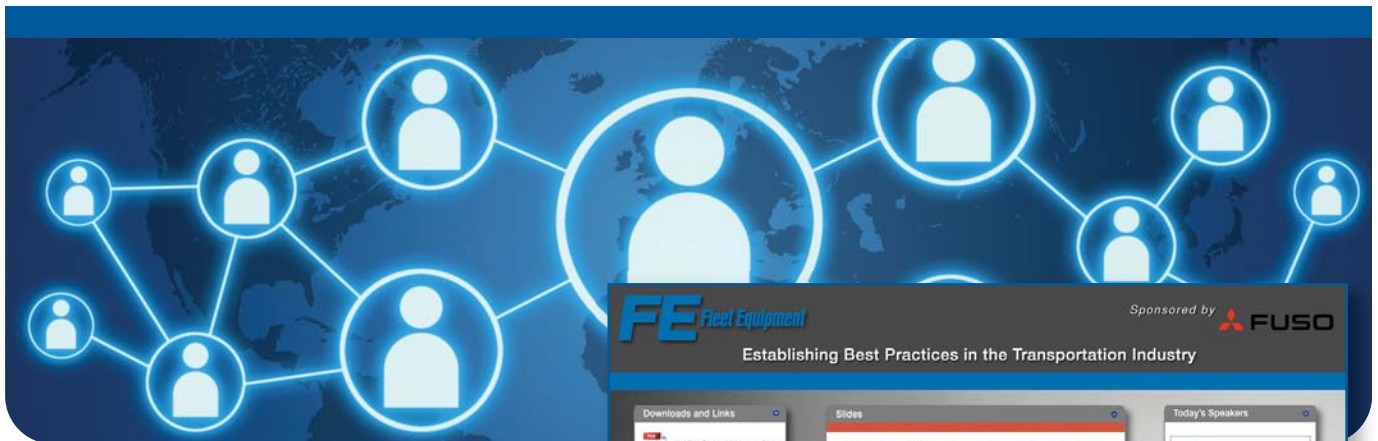 FE Fleet Equipment
Sponsored by FUSO
Establishing Best Practices in the Transportation Industry
Downloads and Links
Slides
Today's Speakers
PDF